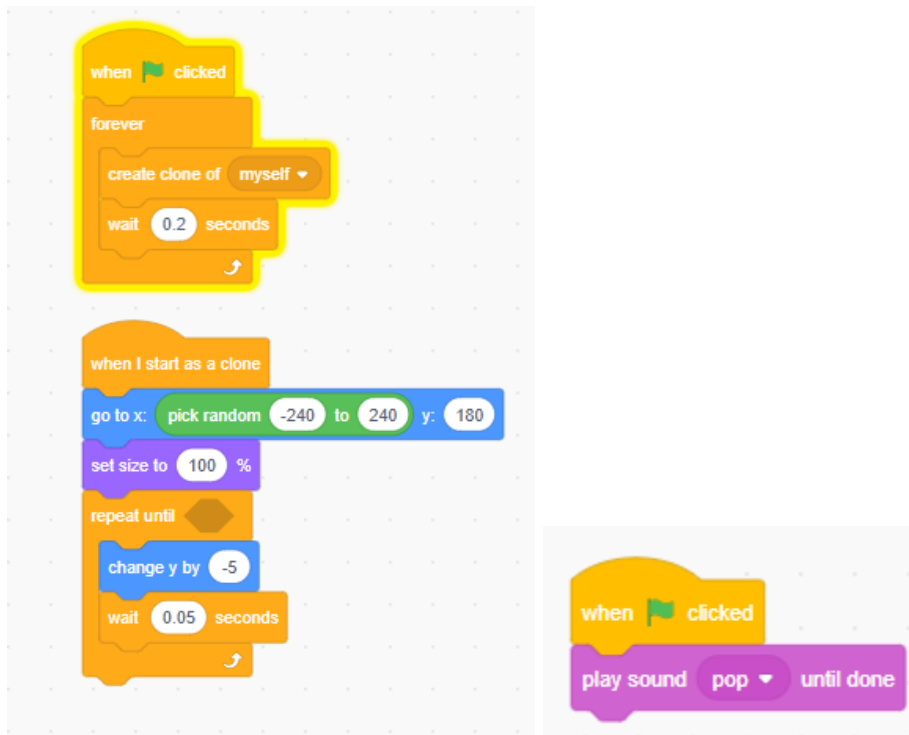 when clicked
forever
create clone of myself
wait 0.2 seconds
when I start as a clone
go to x: pick random -240 to 240 y: 180
set size to 100 %
repeat until
change y by -5
wait 0.05 seconds
when clicked
play sound pop until done